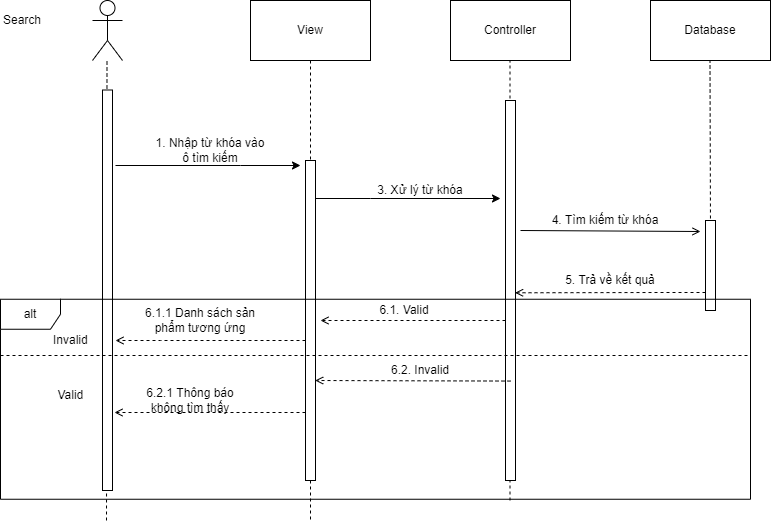 Search
View
Controller
Database
1. Nhập từ khóa vào
ô tìm kiếm
3. Xử lý từ khóa
4. Tìm kiếm từ khóa
5. Trả về kết quả
alt
6.1.1 Danh sách sản
phẩm tương ứng
6.1. Valid
Invalid
6.2. Invalid
Valid
6.2.1 Thông báo
không tìm thấy